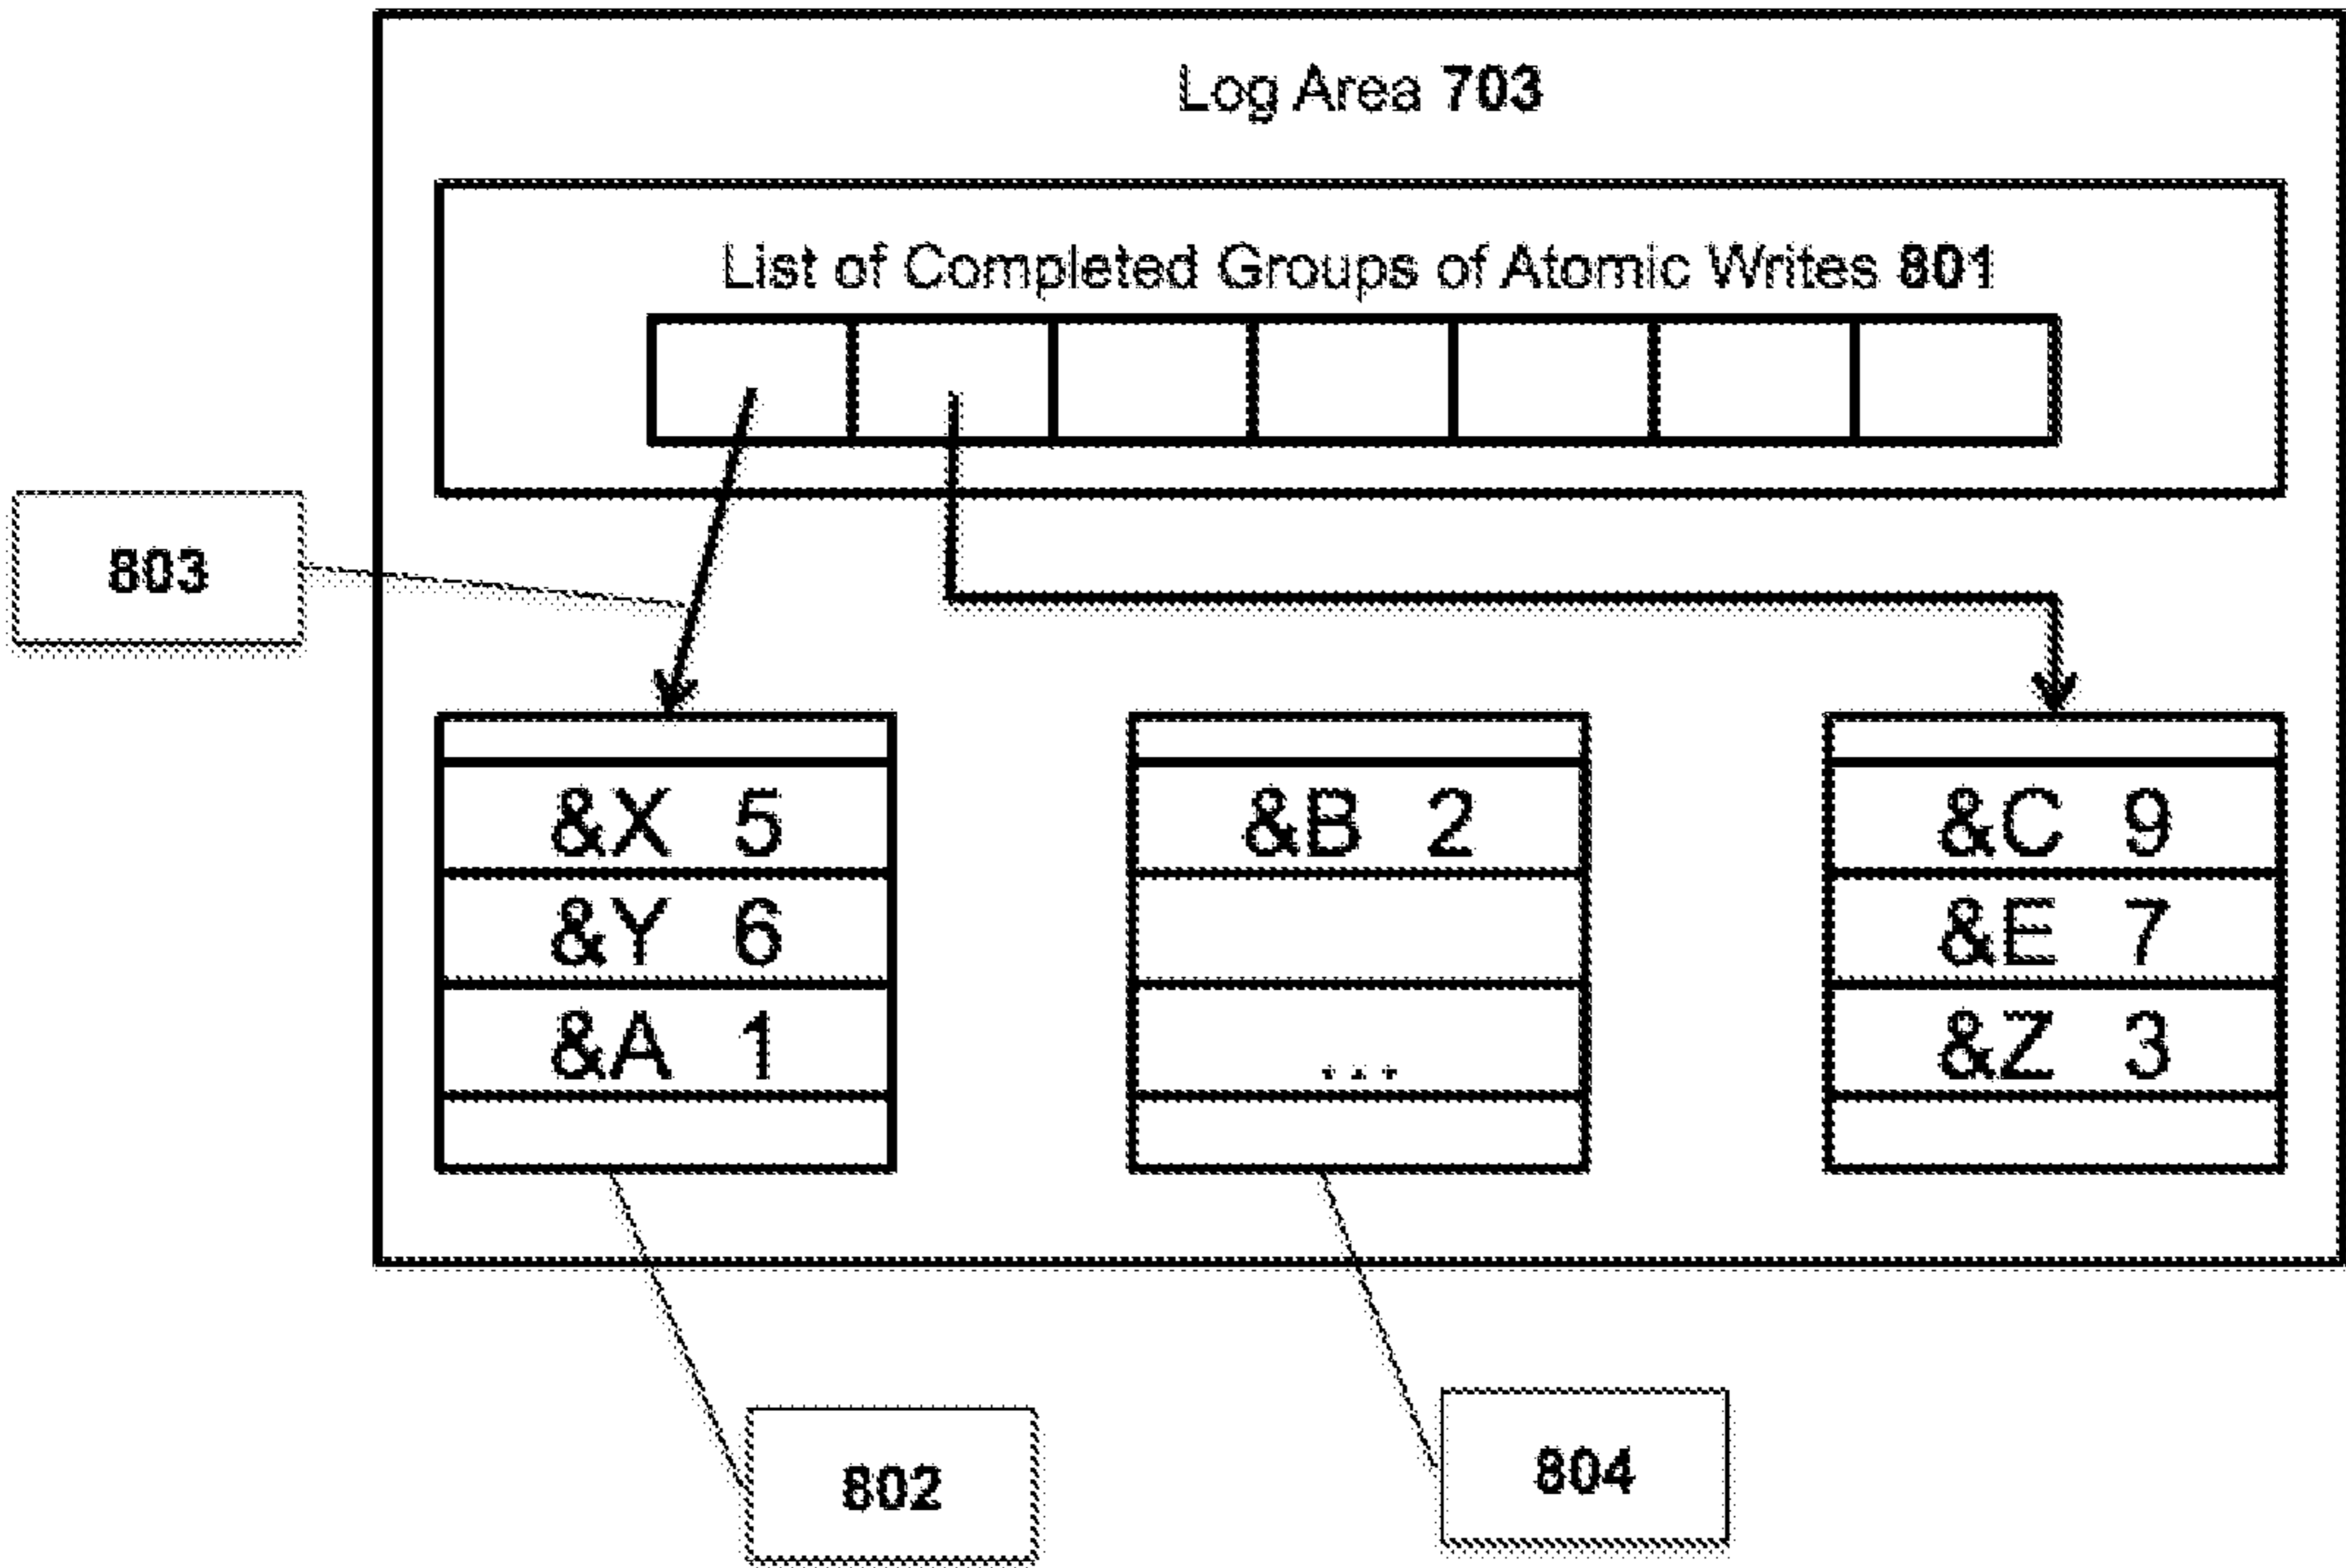 Log Area 703
List of Completed Groups of Atomic Writes 801
803
&X 5
&Y 6
&A 1
&B 2
...
&C 9
&E 7
&Z 3
802
804